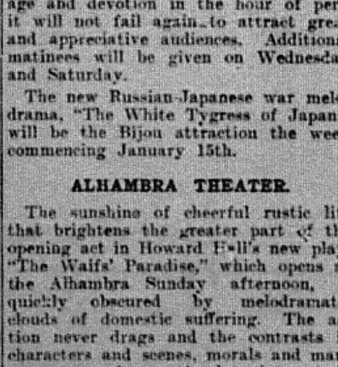 age and devotion in the hour of per
it will not fail again to attract grea
and appreciative audiences. Addition
matinees will be given on Wednesda
and Saturday.
The new Russian-Japanese war mel
drama, "The White Tygress of Japan
will be the Bijou attraction the wee
commencing January 15th.
ALHAMBRA THEATER.
The sunshine of cheerful rustic li
that brightens the greater part of th
opening act in Howard Hall's new play
"The Waifs' Paradise," which opens
the Alhambra Sunday afternoon,
quickly obscured by melodramat
clouds of domestic suffering. The a
tion never drags and the contrasts
characters and scenes, morals and man